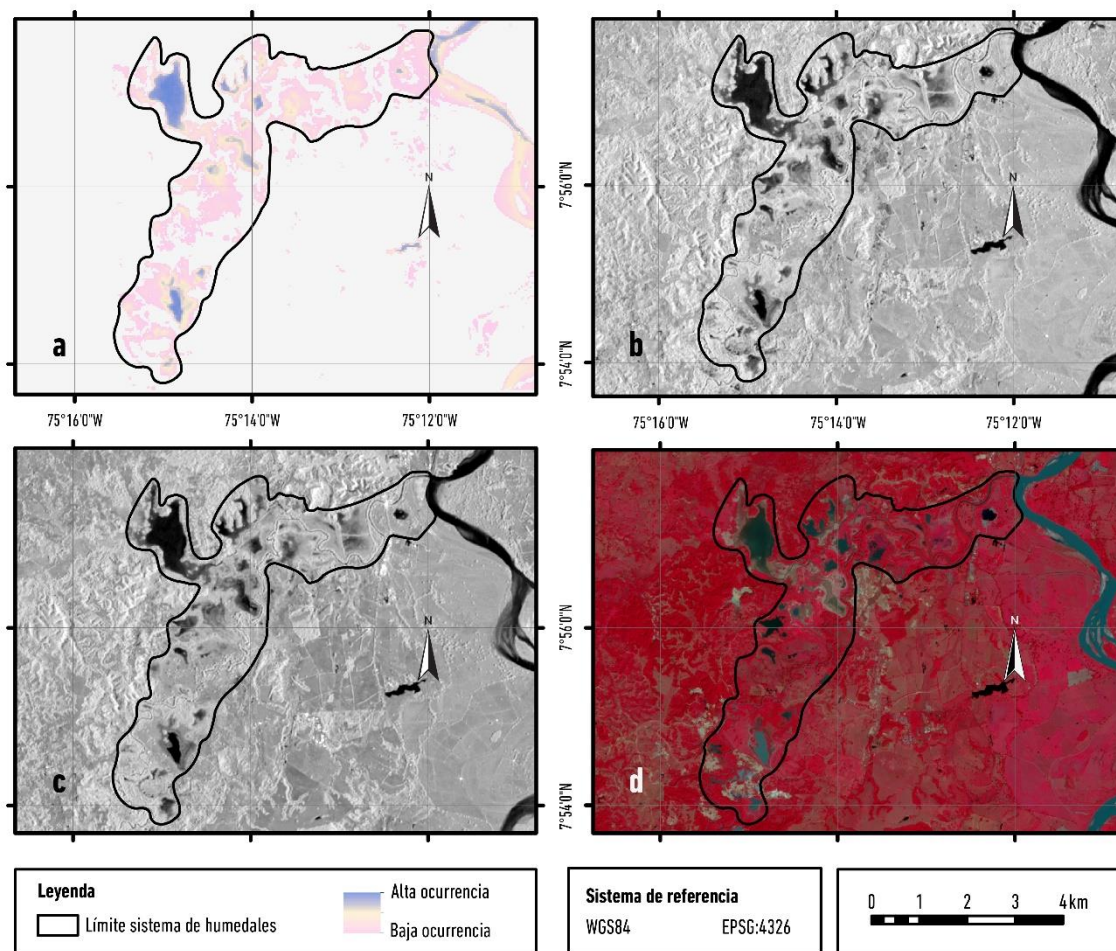 a
N
b
N
7°56'0"N
7°54'0"N
75°16'0"W 75°14'0"W 75°12'0"W
75°16'0"W 75°14'0"W 75°12'0"W
c
N
d
N
7°56'0"N
7°54'0"N
Leyenda
Límite sistema de humedales
Alta ocurrencia
Baja ocurrencia
Sistema de referencia
WGS84 EPSG:4326
0 1 2 3 4 km